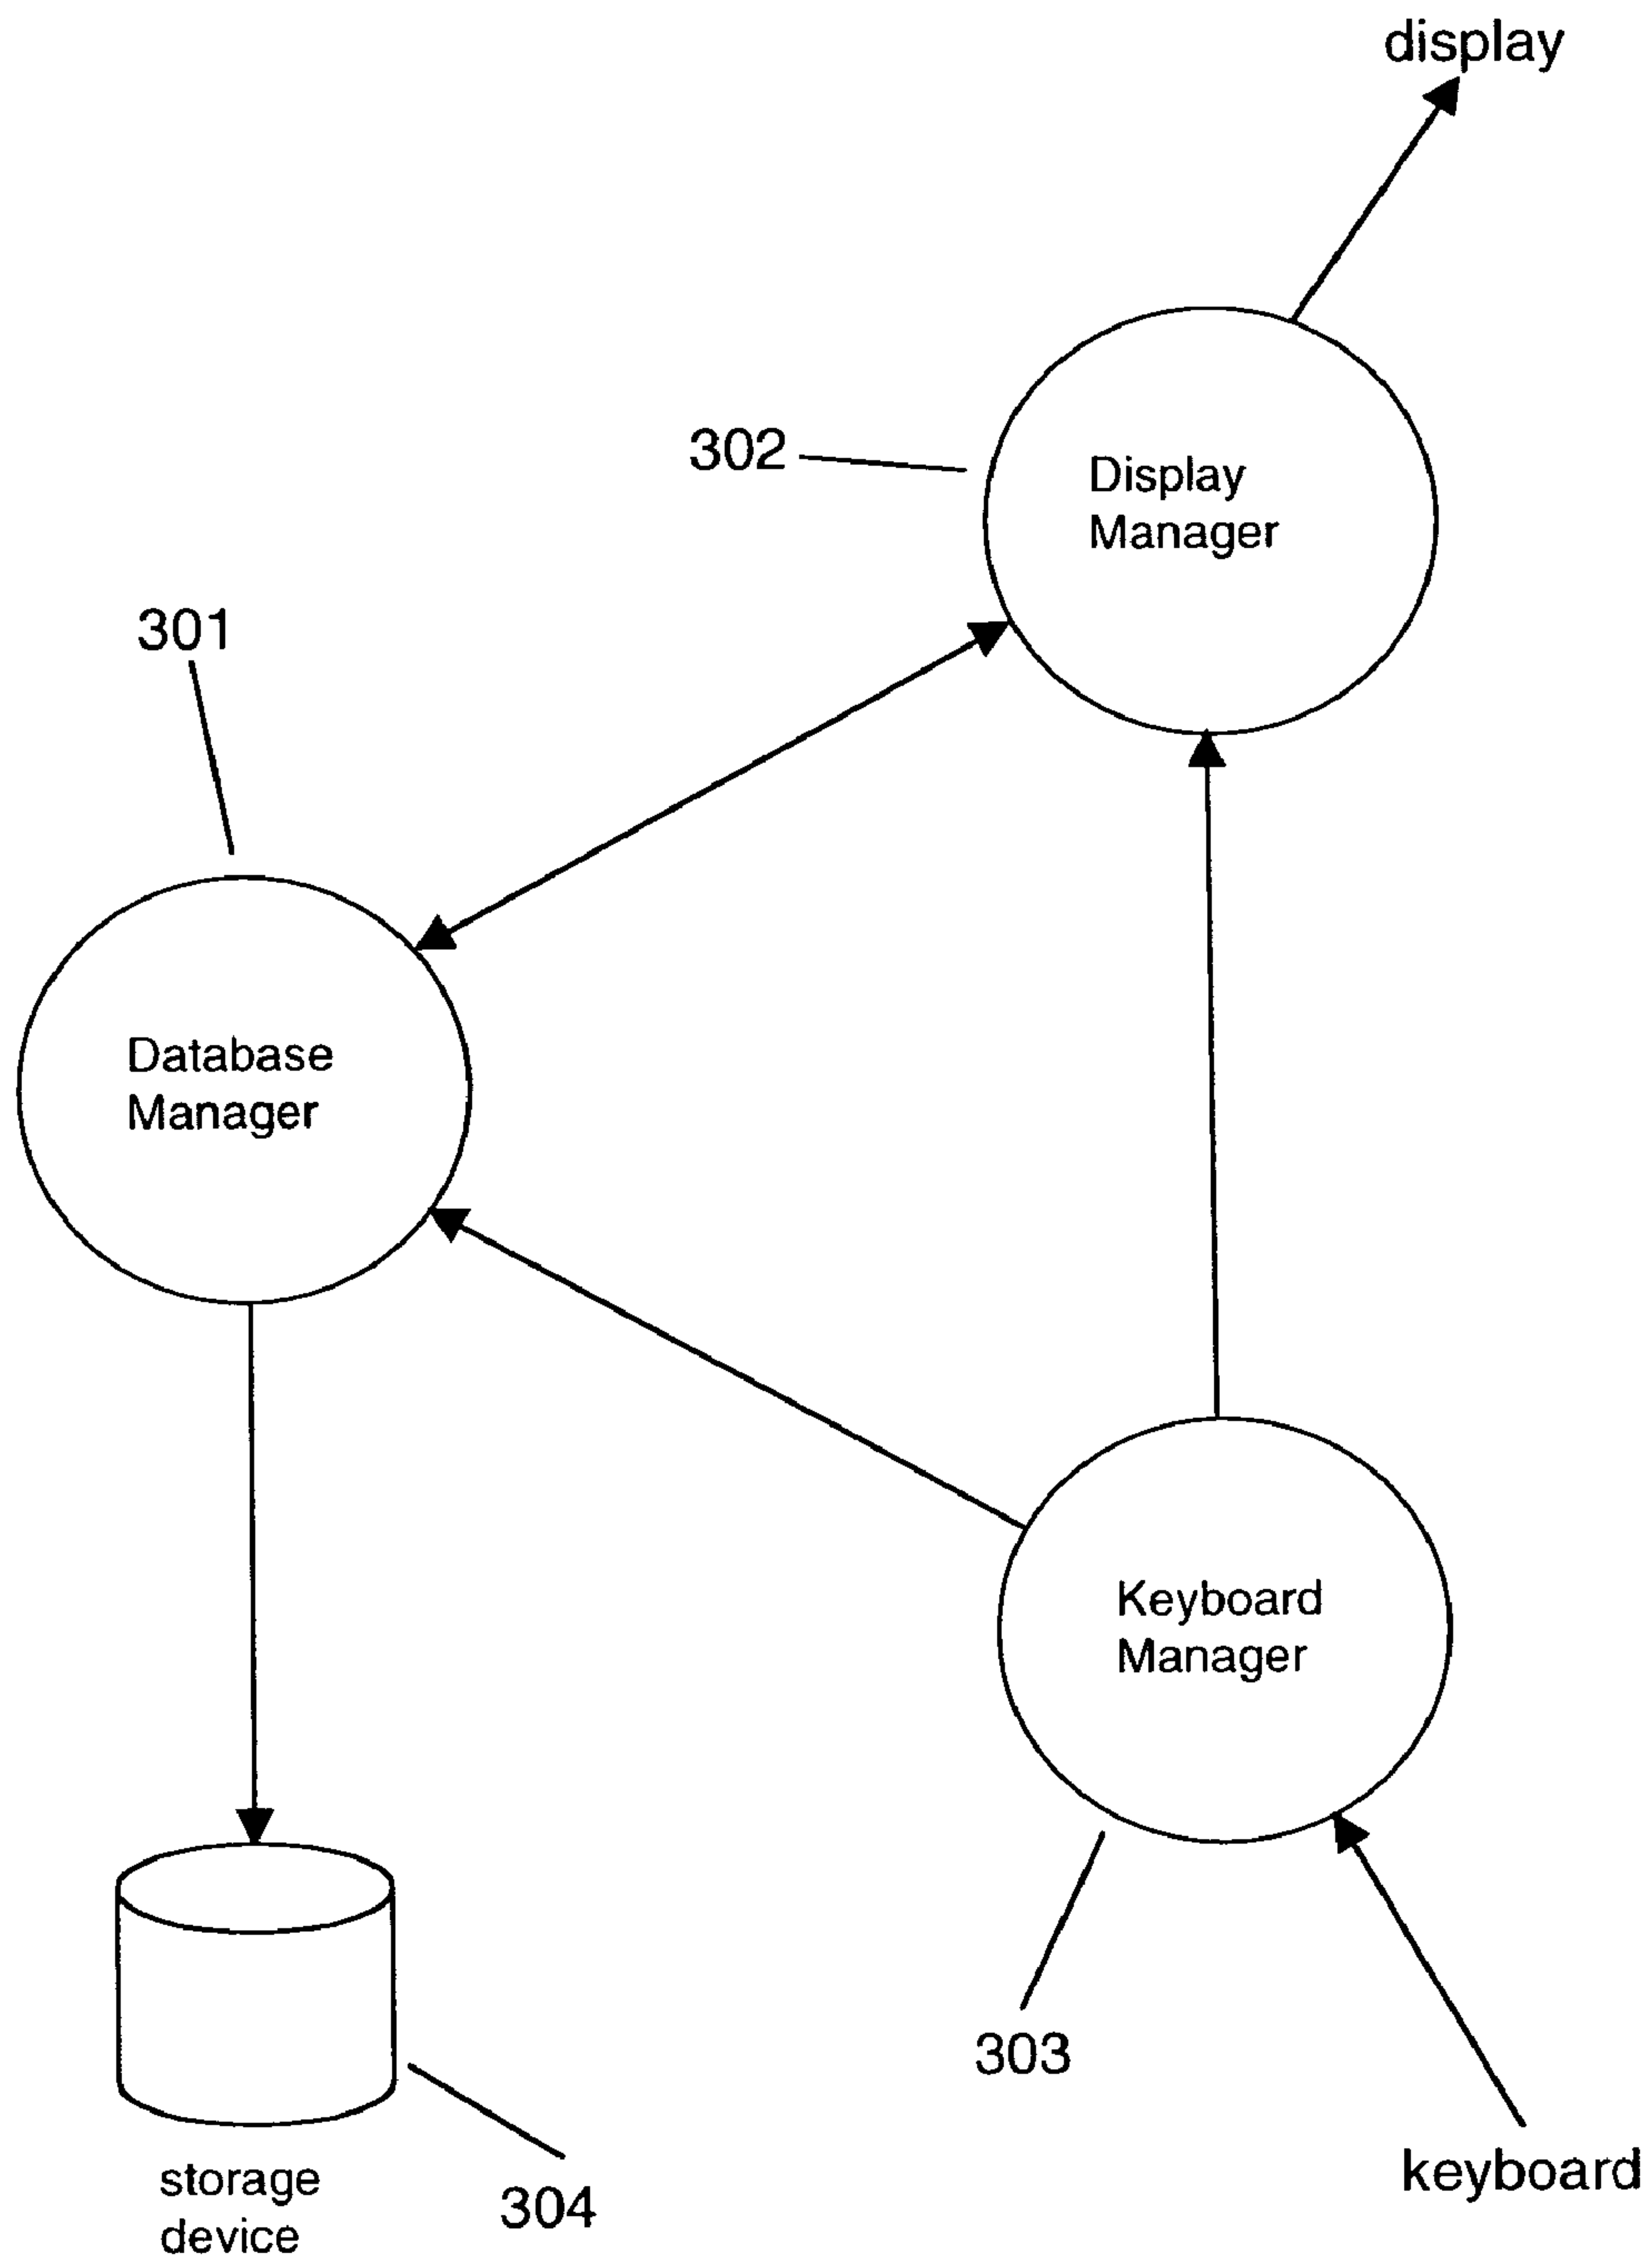 display
302
Display
Manager
301
Database
Manager
Keyboard
Manager
303
keyboard
storage
device
304